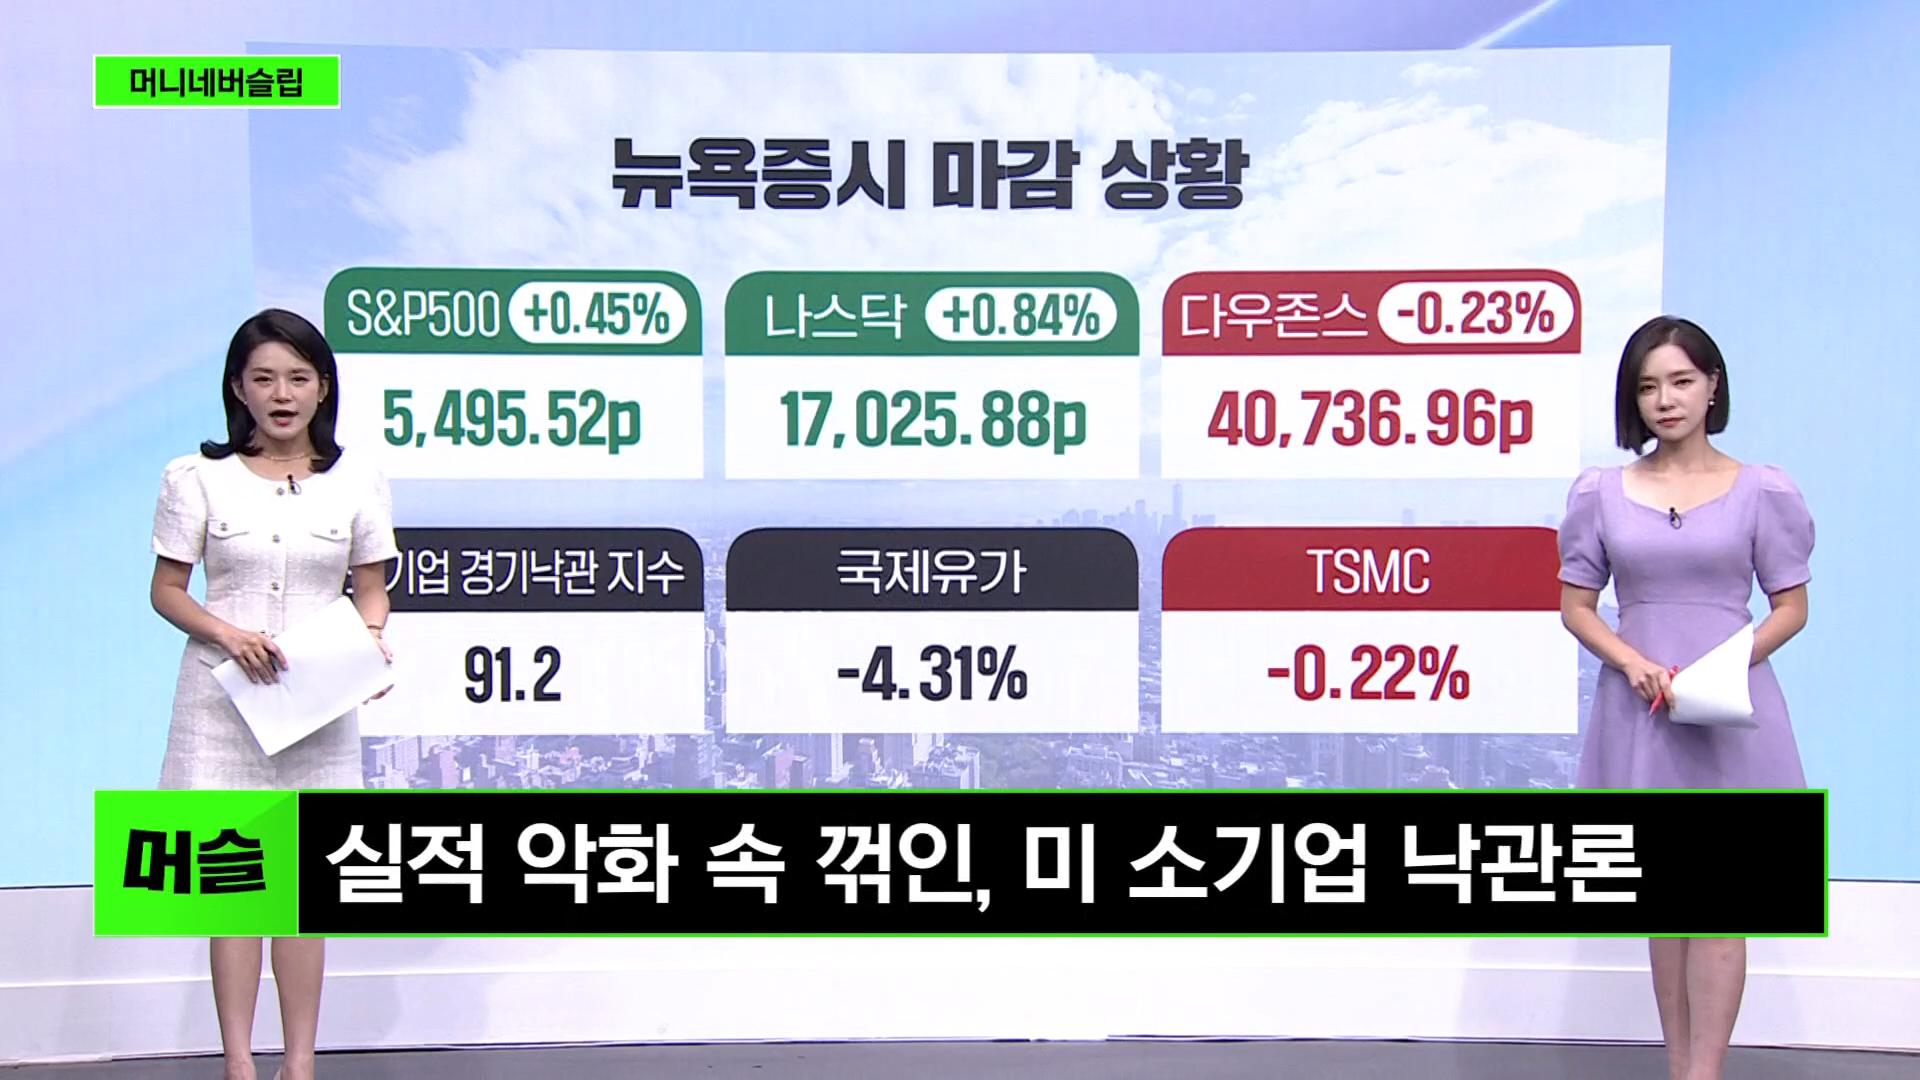 머니네버슬립
뉴욕증시 마감 상황
S&P500 +0.45%
나스닥 +0.84%
다우존스 -0.23%
5,495.52p
17,025.88p
40,736.96p
경기낙관 지수
국제유가
TSMC
91.2
-4.31%
-0.22%
머슬
실적 악화 속 꺾인, 미 소기업 낙관론